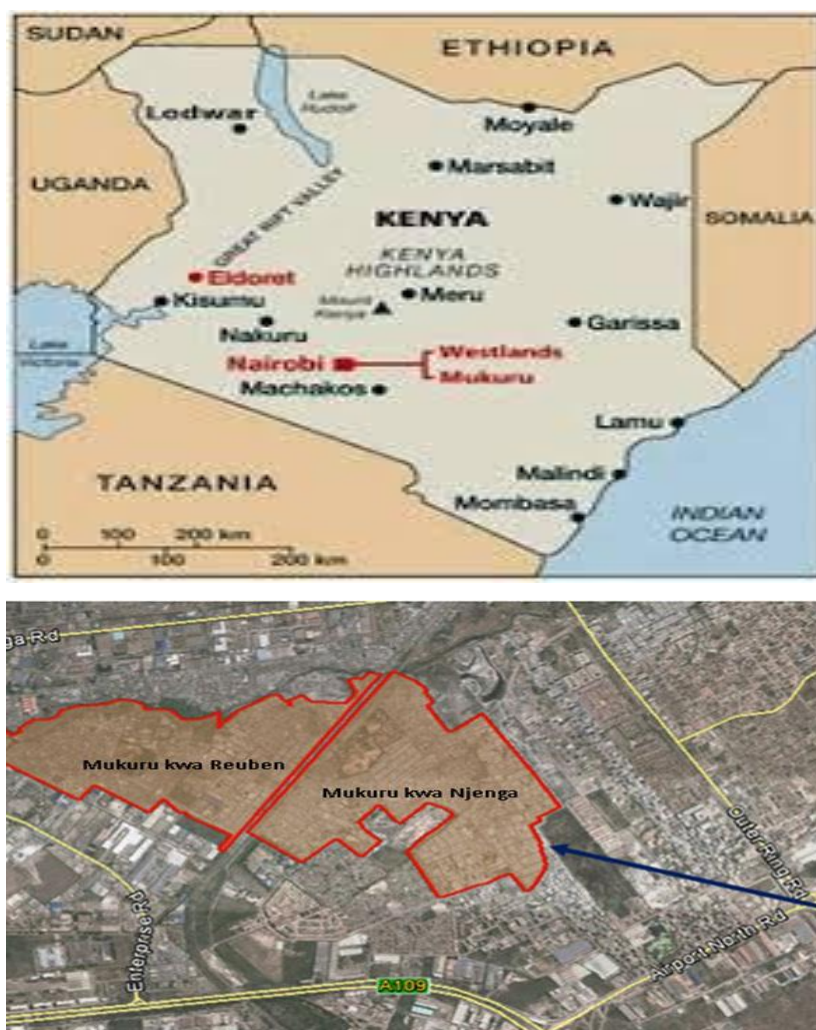 SUDAN
ETHIOPIA
Lake
Rudolf
Lodwar
Moyale
UGANDA
Marsabit
GREAT RIFT VALLEY
Wajir
KENYA
SOMALIA
KENYA
HIGHLANDS
Eldoret
Kisumu
Mount
Kenya
Meru
Nakuru
Garissa
Lake
Victoria
Nairobi
Westlands
Mukuru
Machakos
Lamu
TANZANIA
Malindi
Mombasa
INDIAN
OCEAN
0 100 200 km
0 100 200 km
ga Rd
Mukuru kwa Reuben
Mukuru kwa Njenga
Outer Ring Rd
Enterprise Rd
Airport North Rd
A109